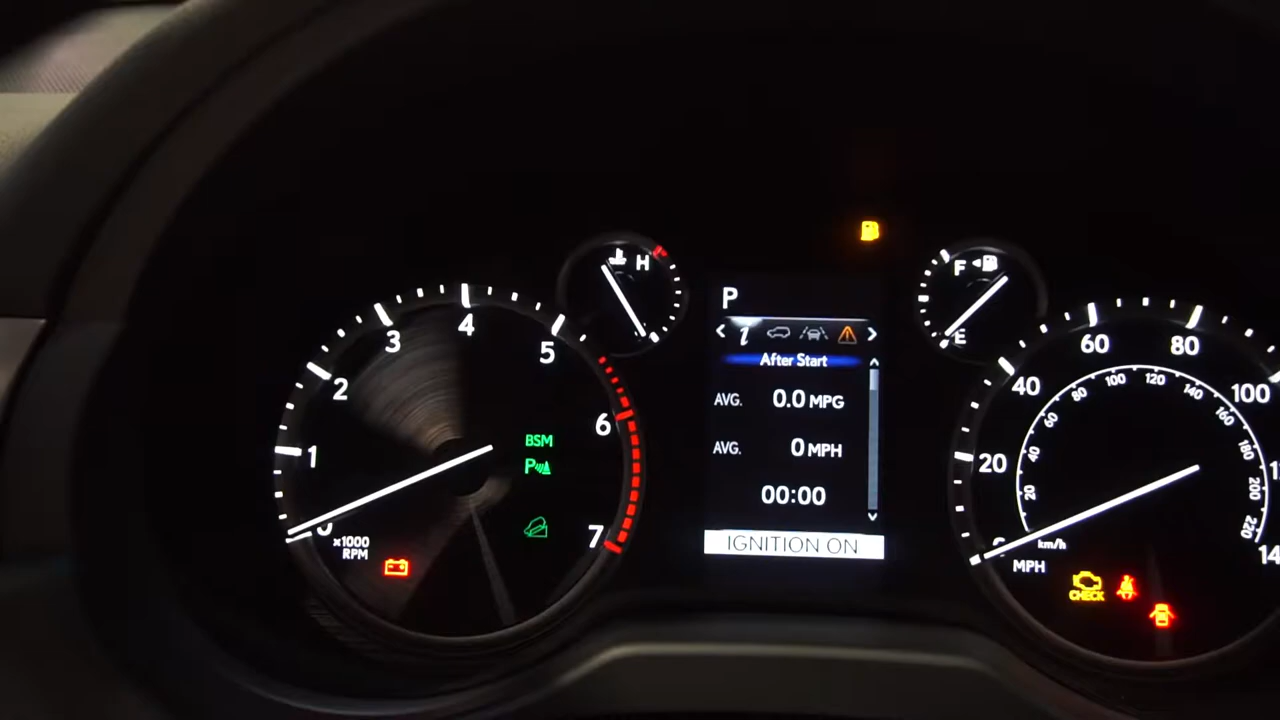 1
2
3
4
5
6
7
x1000
RPM
BSM
P
H
P
i
After Start
AVG. 0.0 MPG
AVG. 0 MPH
00:00
IGNITION ON
F
E
20
40
60
80
100
20
40
60
80
100
120
140
160
180
200
220
km/h
MPH
CHECK